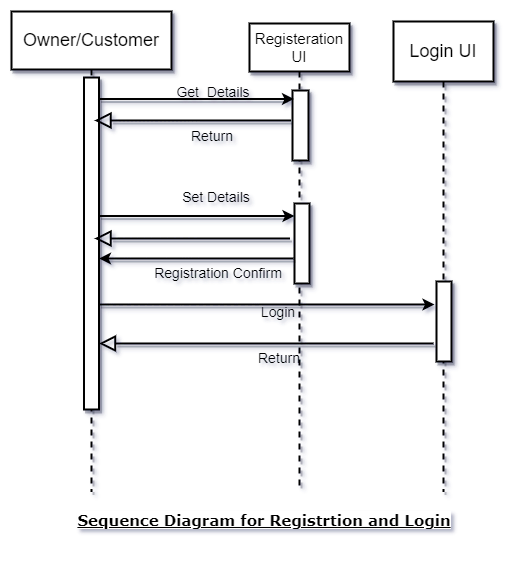 Owner/Customer
Registeration
UI
Login UI
Get Details
Return
Set Details
Registration Confirm
Login
Return
Sequence Diagram for Registrtion and Login